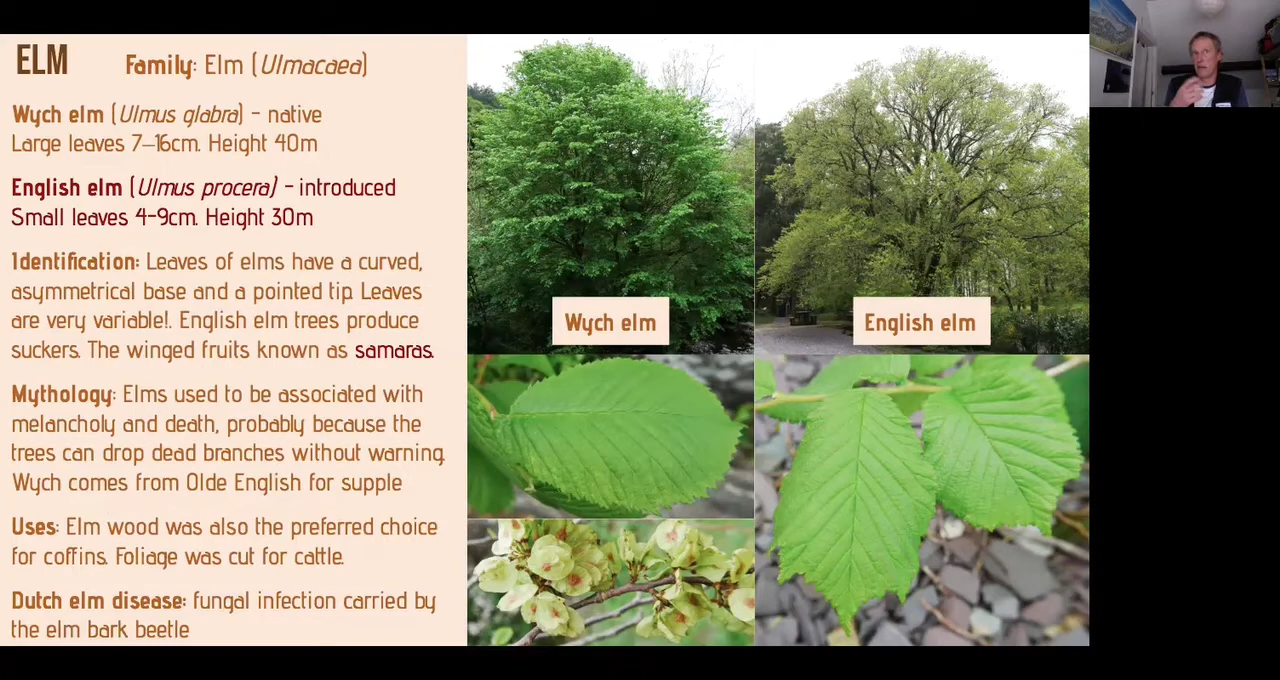 ELM
Family: Elm (Ulmacaea)
Wych elm (Ulmus glabra) – native
Large leaves 7–16cm. Height 40m
English elm (Ulmus procera) – introduced
Small leaves 4-9cm. Height 30m
Identification: Leaves of elms have a curved,
asymmetrical base and a pointed tip. Leaves
are very variable!. English elm trees produce
suckers. The winged fruits known as samaras.
Mythology: Elms used to be associated with
melancholy and death, probably because the
trees can drop dead branches without warning.
Wych comes from Olde English for supple
Uses: Elm wood was also the preferred choice
for coffins. Foliage was cut for cattle.
Dutch elm disease: fungal infection carried by
the elm bark beetle
Wych elm
English elm